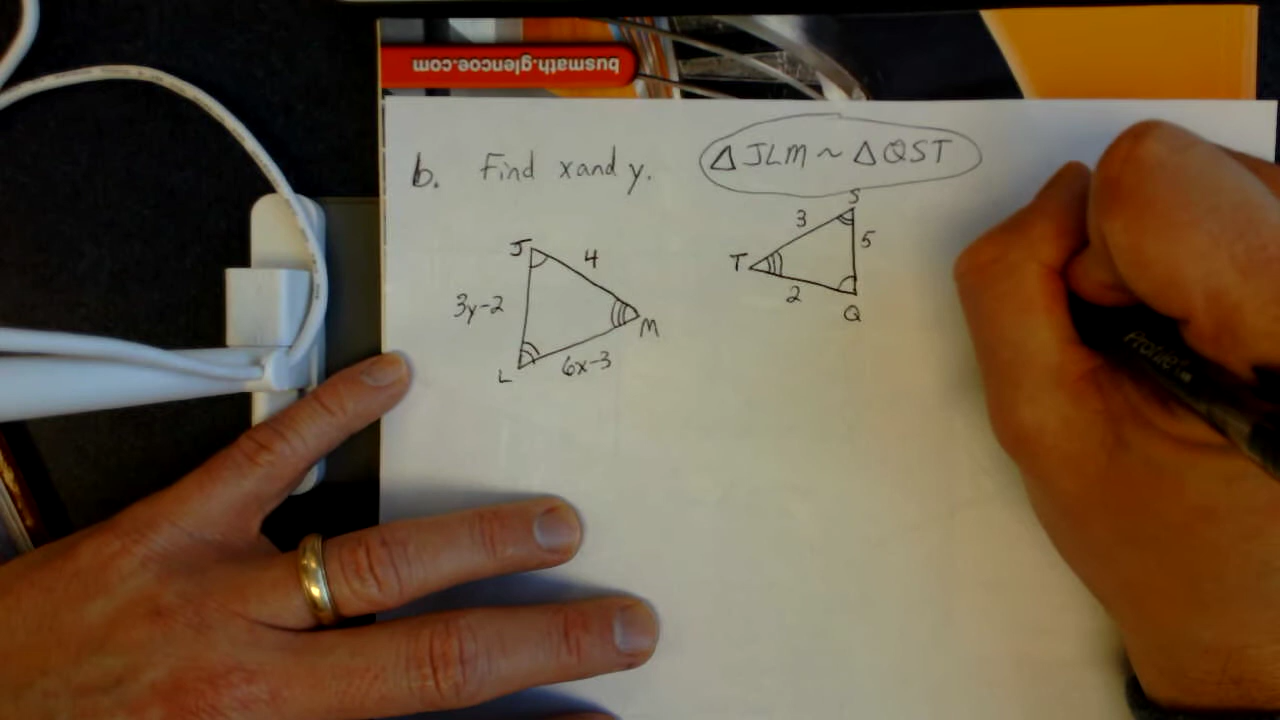 busmath.glencoe.com
b. Find x and y. △JLM ~ △QST
S
3
5
T
2
Q
J
4
3y-2
M
6x-3
L